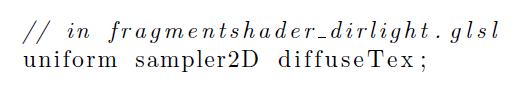 // in fragmentshader_dirlight.glsl
uniform sampler2D diffuseTex;